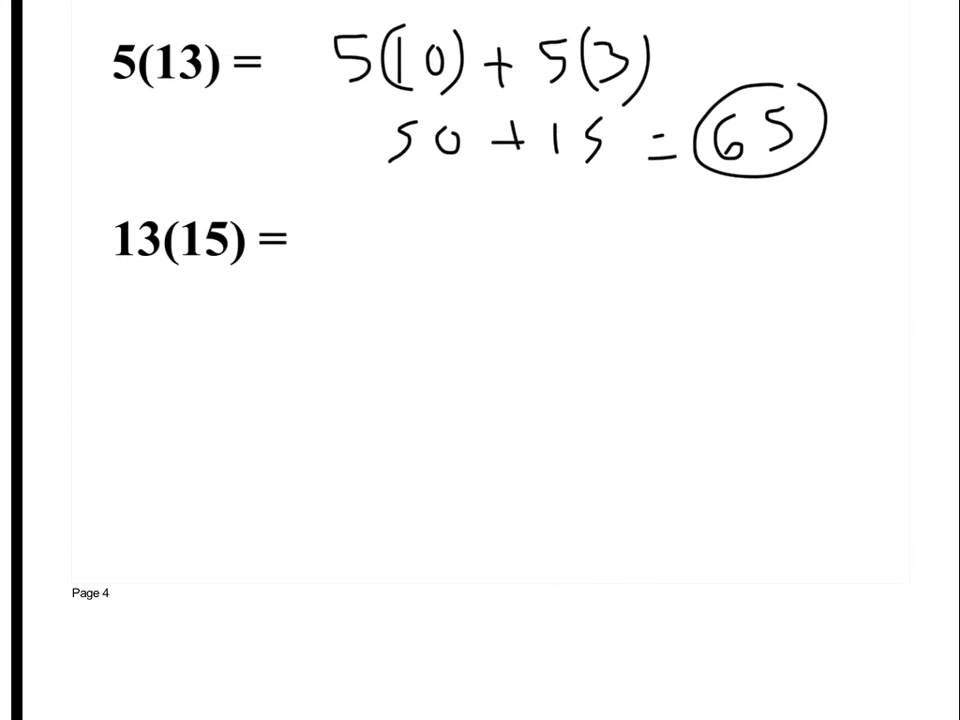 5(13) = 5(10) + 5(3)
50 + 15 = 65
13(15) =
Page 4